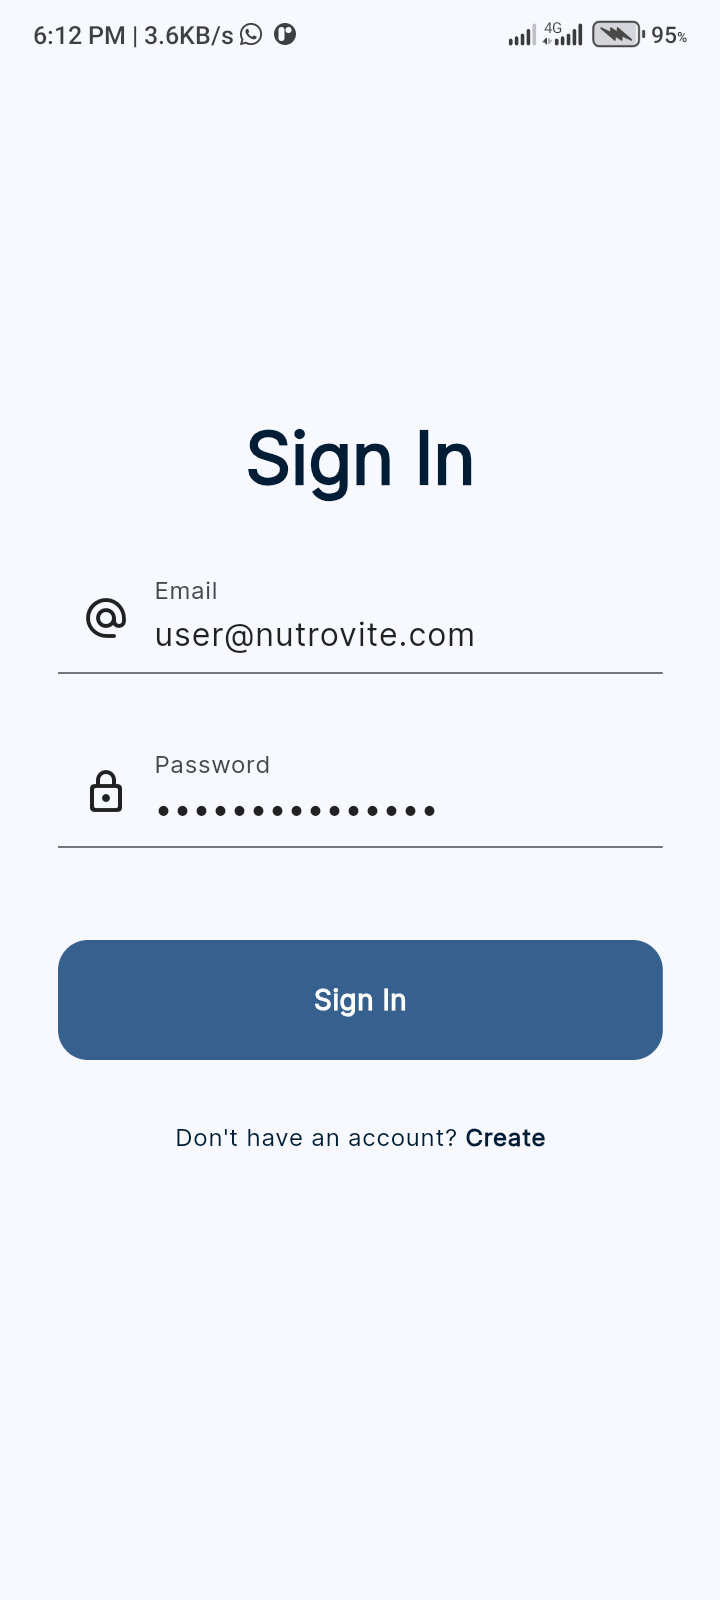 6:12 PM | 3.6KB/s 4G 95%
Sign In
Email
user@nutrovite.com
Password
•••••••••••••••
Sign In
Don't have an account? Create